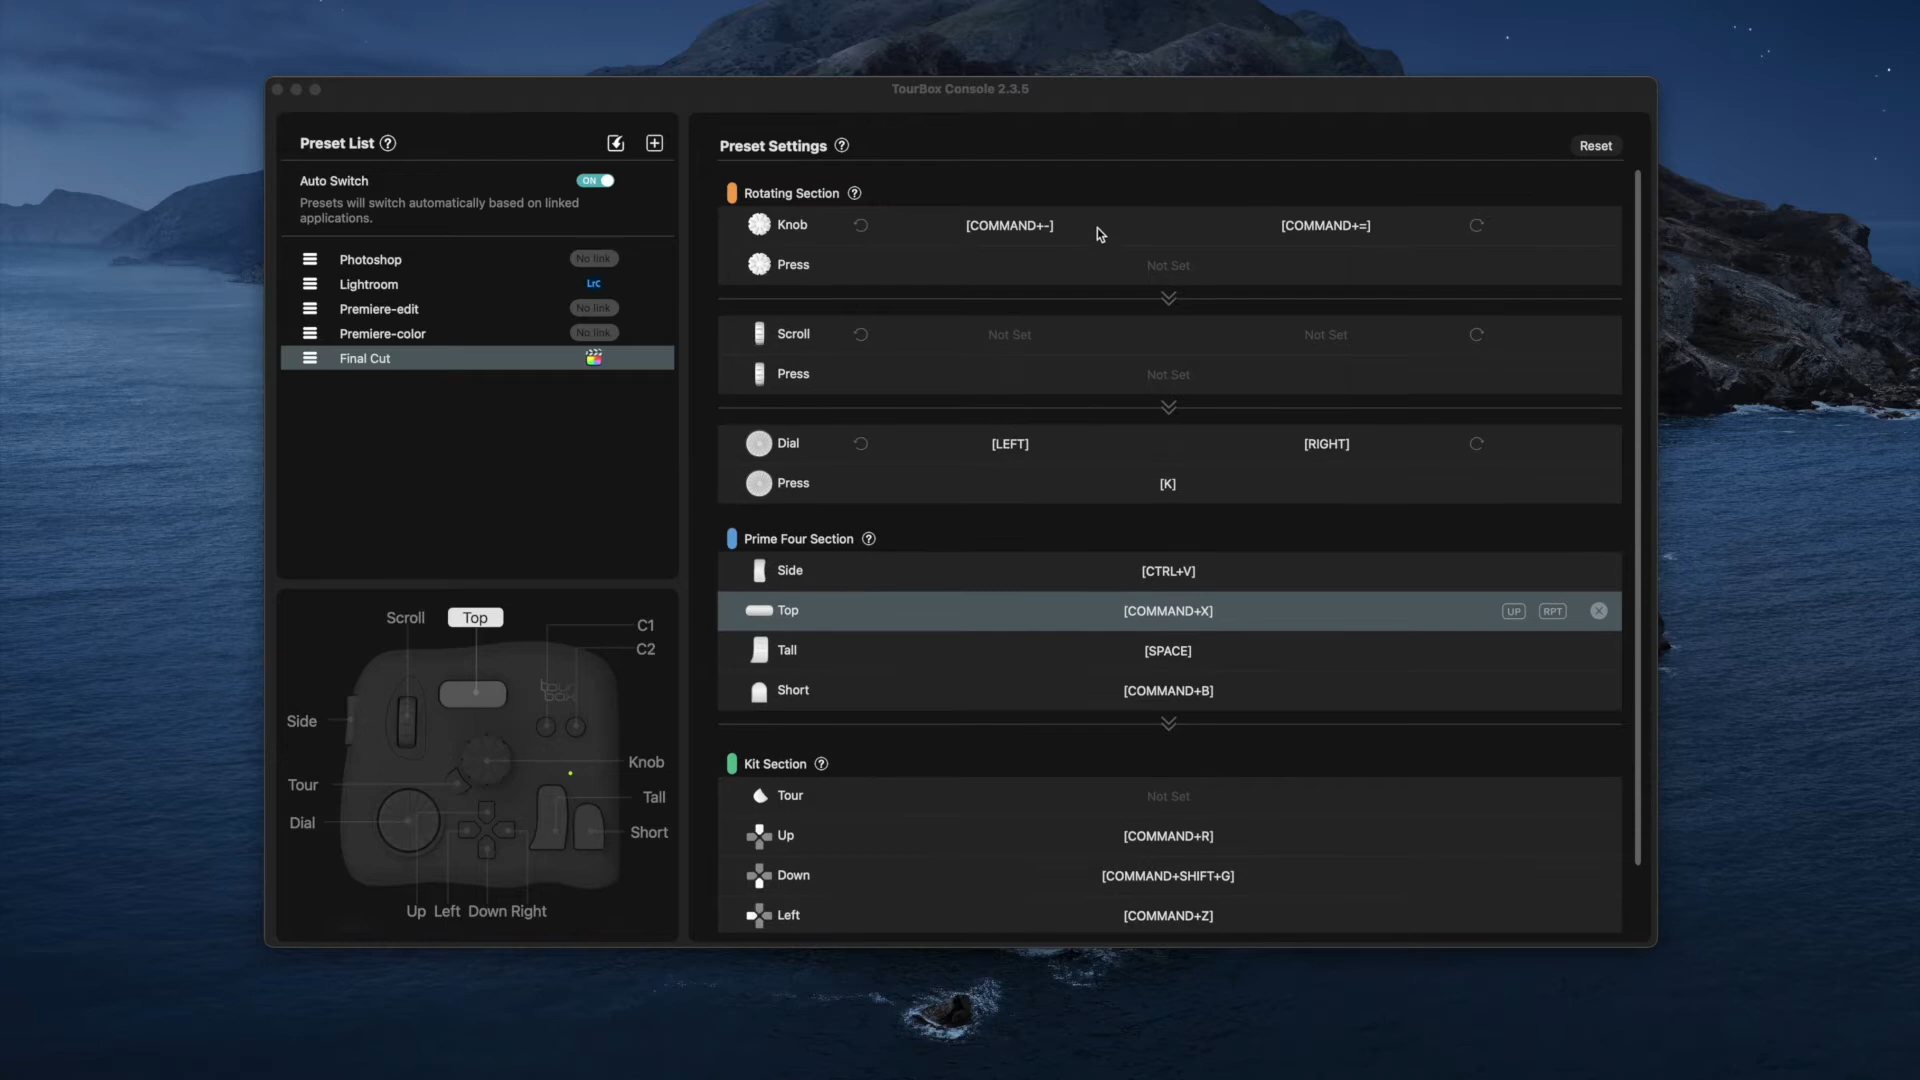 TourBox Console 2.3.5
Preset List
Auto Switch
ON
Presets will switch automatically based on linked
applications.
Photoshop No link
Lightroom LrC
Premiere-edit No link
Premiere-color No link
Final Cut
Scroll Top
C1
C2
tour
box
Side
Knob
Tour
Tall
Dial
Short
Up Left Down Right
Preset Settings
Reset
Rotating Section
Knob [COMMAND+-] [COMMAND+=]
Press Not Set
Scroll Not Set Not Set
Press Not Set
Dial [LEFT] [RIGHT]
Press [K]
Prime Four Section
Side [CTRL+V]
Top [COMMAND+X] UP RPT
Tall [SPACE]
Short [COMMAND+B]
Kit Section
Tour Not Set
Up [COMMAND+R]
Down [COMMAND+SHIFT+G]
Left [COMMAND+Z]